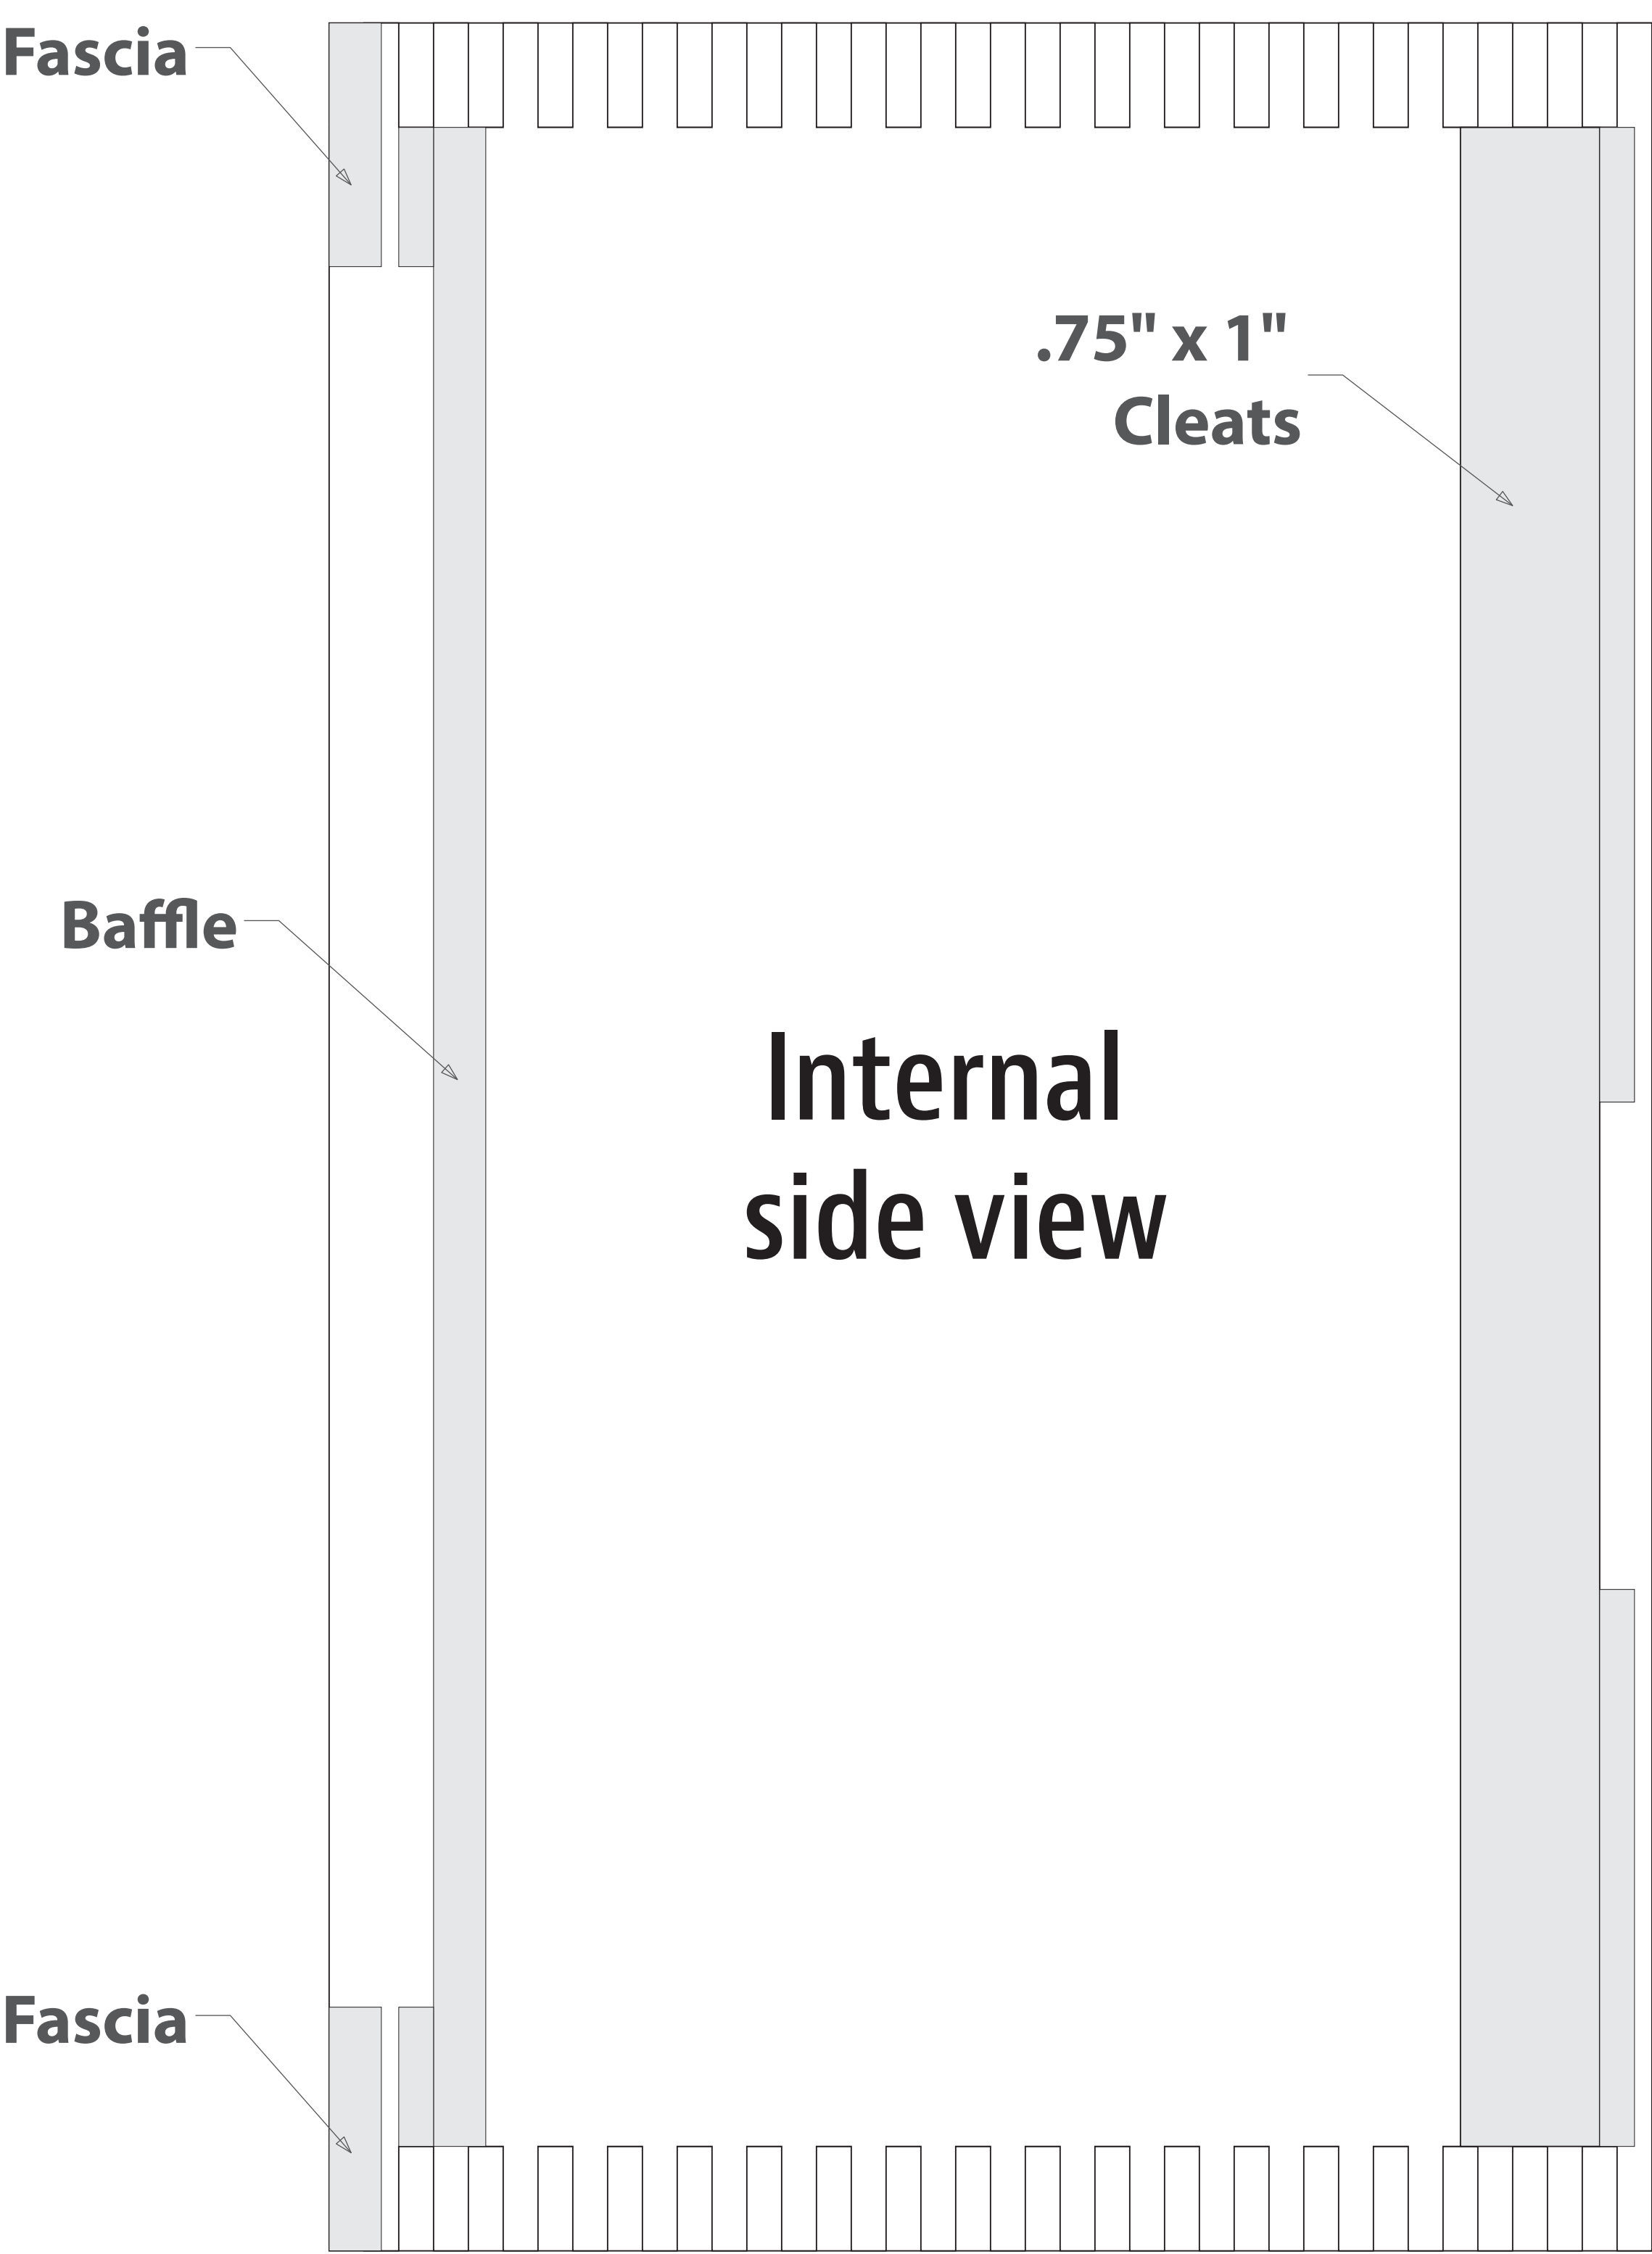 Fascia
.75" x 1"
Cleats
Baffle
Internal
side view
Fascia